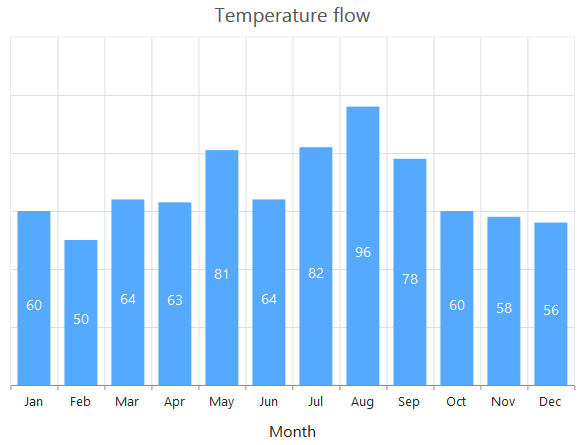 Temperature flow
60 50 64 63 81 64 82 96 78 60 58 56
Jan Feb Mar Apr May Jun Jul Aug Sep Oct Nov Dec
Month